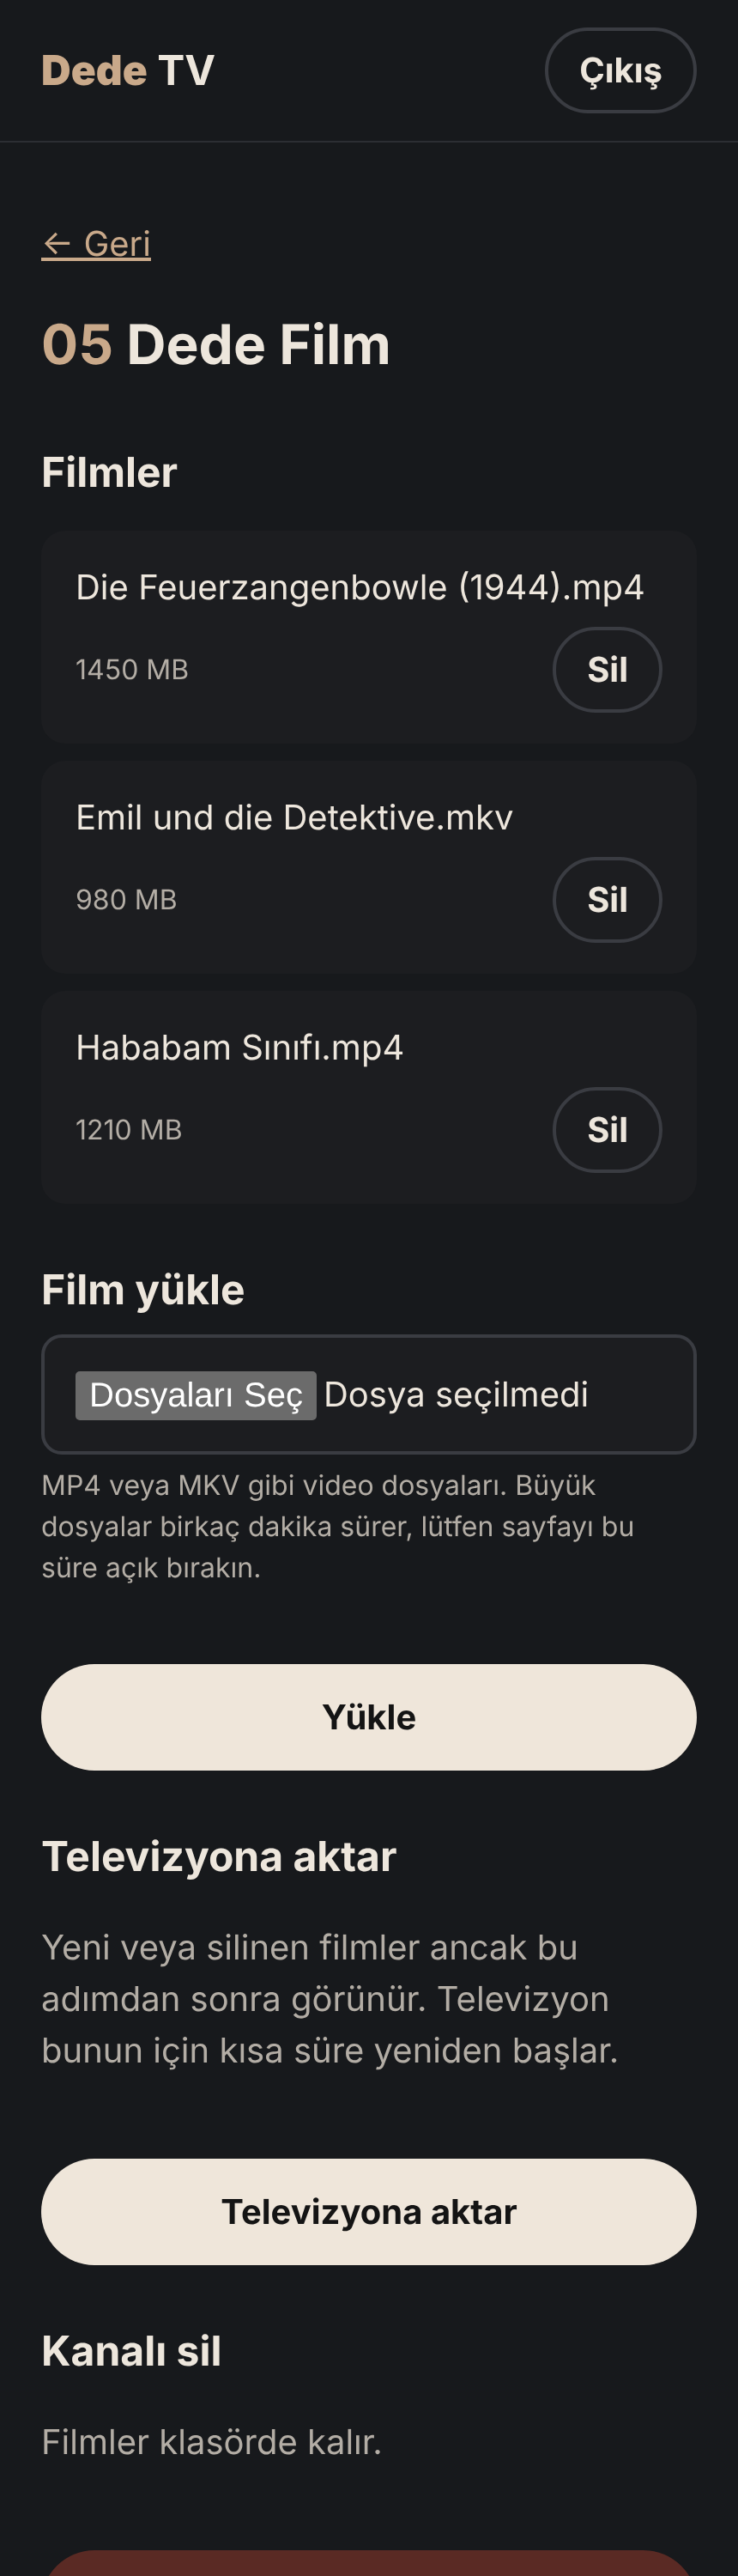 Dede TV
Çıkış
← Geri
05 Dede Film
Filmler
Die Feuerzangenbowle (1944).mp4
1450 MB
Sil
Emil und die Detektive.mkv
980 MB
Sil
Hababam Sınıfı.mp4
1210 MB
Sil
Film yükle
Dosyaları Seç Dosya seçilmedi
MP4 veya MKV gibi video dosyaları. Büyük
dosyalar birkaç dakika sürer, lütfen sayfayı bu
süre açık bırakın.
Yükle
Televizyona aktar
Yeni veya silinen filmler ancak bu
adımdan sonra görünür. Televizyon
bunun için kısa süre yeniden başlar.
Televizyona aktar
Kanalı sil
Filmler klasörde kalır.